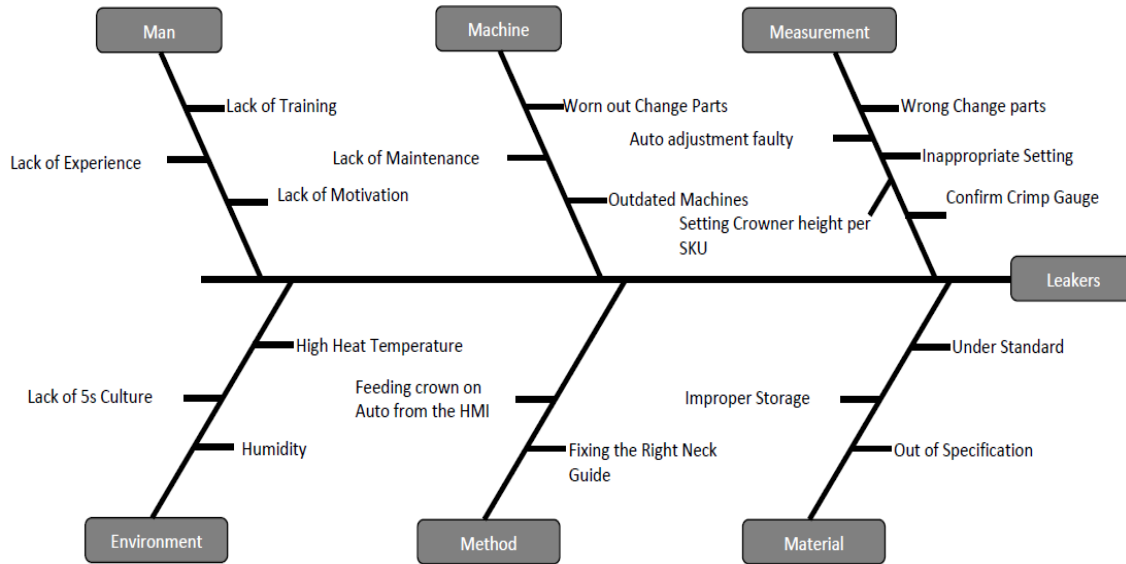 Man
Machine
Measurement
Lack of Training
Worn out Change Parts
Wrong Change parts
Auto adjustment faulty
Lack of Experience
Lack of Maintenance
Inappropriate Setting
Lack of Motivation
Outdated Machines
Confirm Crimp Gauge
Setting Crowner height per
SKU
Leakers
High Heat Temperature
Under Standard
Lack of 5s Culture
Feeding crown on
Auto from the HMI
Improper Storage
Humidity
Fixing the Right Neck
Guide
Out of Specification
Environment
Method
Material